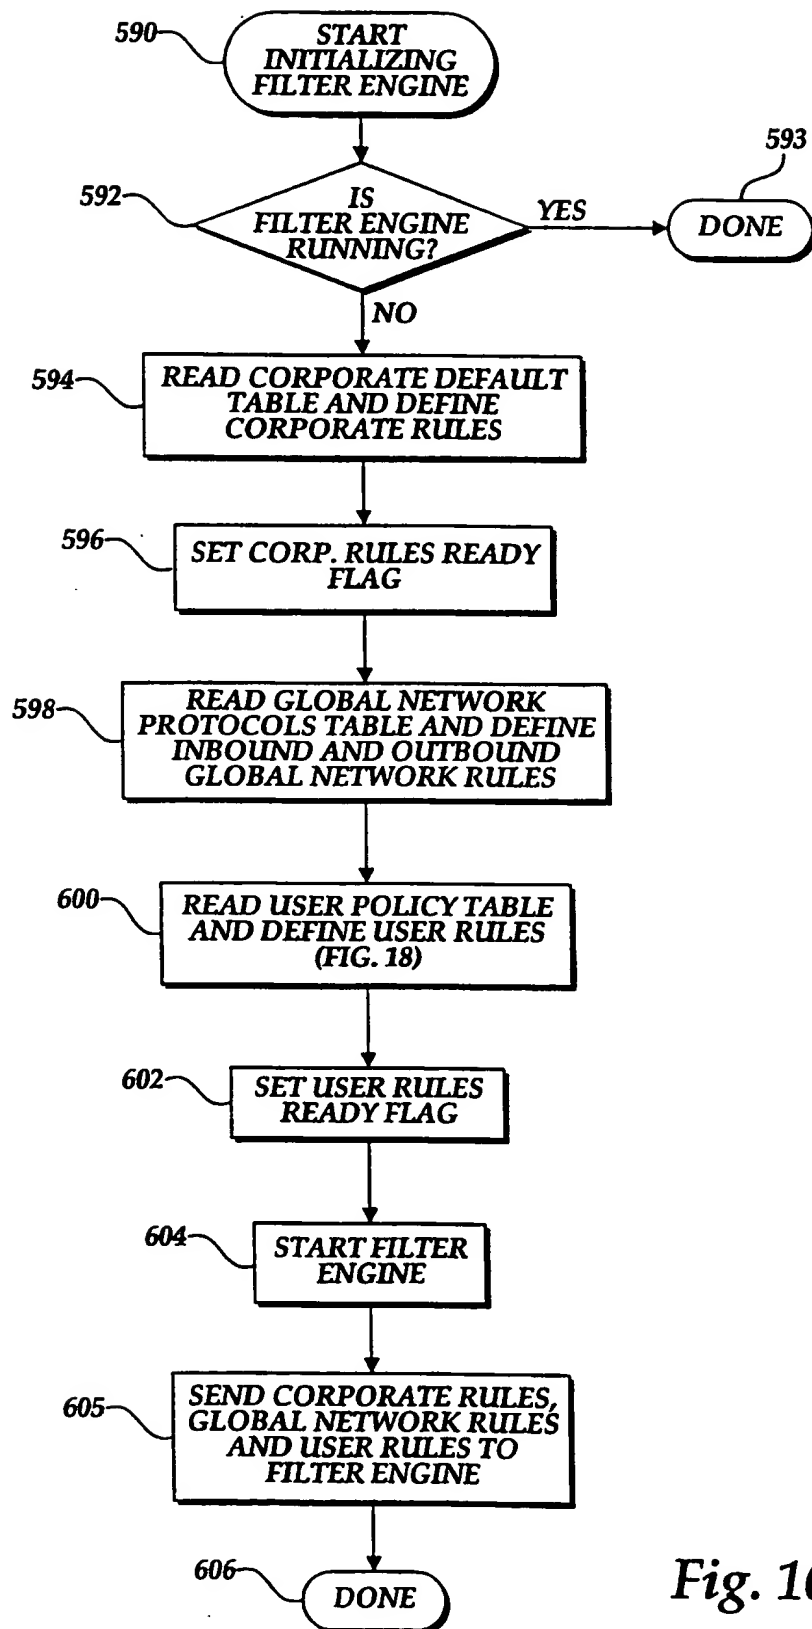 590
START
INITIALIZING
FILTER ENGINE
592
IS
FILTER ENGINE
RUNNING?
YES
593
DONE
NO
594
READ CORPORATE DEFAULT
TABLE AND DEFINE
CORPORATE RULES
596
SET CORP. RULES READY
FLAG
598
READ GLOBAL NETWORK
PROTOCOLS TABLE AND DEFINE
INBOUND AND OUTBOUND
GLOBAL NETWORK RULES
600
READ USER POLICY TABLE
AND DEFINE USER RULES
(FIG. 18)
602
SET USER RULES
READY FLAG
604
START FILTER
ENGINE
605
SEND CORPORATE RULES,
GLOBAL NETWORK RULES
AND USER RULES TO
FILTER ENGINE
606
DONE
Fig.